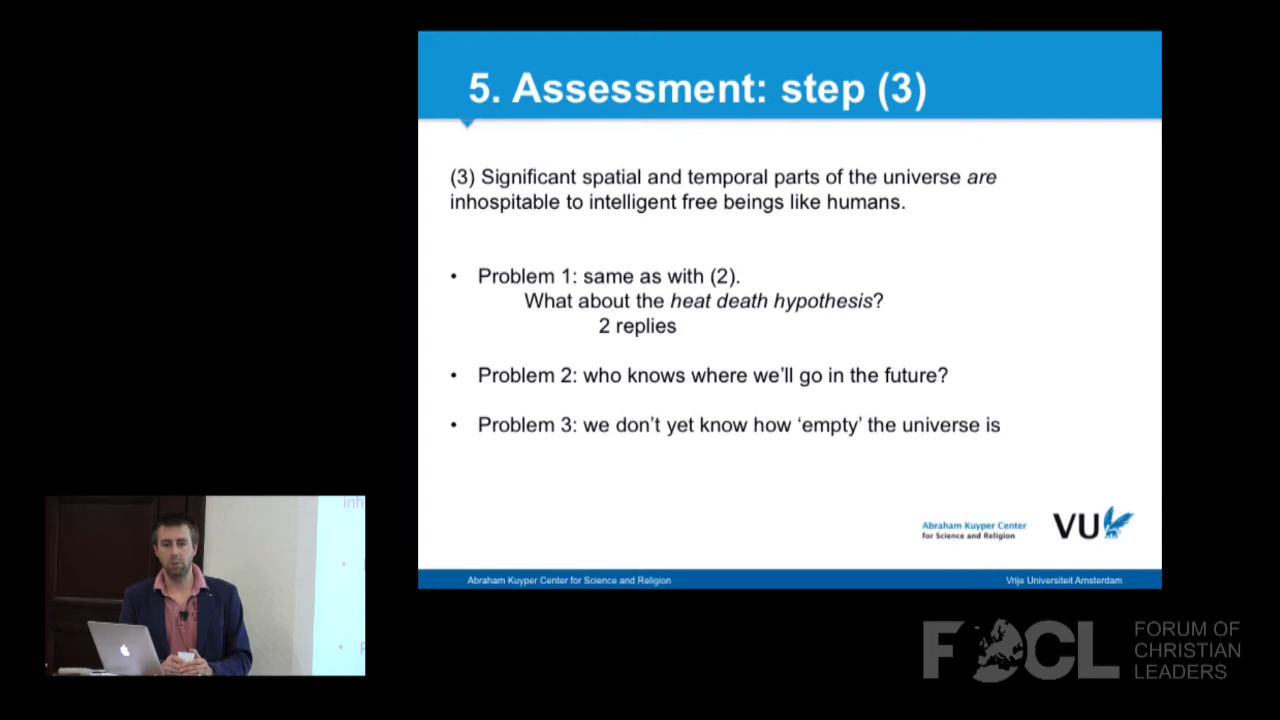 5. Assessment: step (3)
(3) Significant spatial and temporal parts of the universe are
inhospitable to intelligent free beings like humans.
• Problem 1: same as with (2).
What about the heat death hypothesis?
2 replies
• Problem 2: who knows where we'll go in the future?
• Problem 3: we don't yet know how ‘empty’ the universe is
Abraham Kuyper Center
for Science and Religion
VU
Abraham Kuyper Center for Science and Religion
Vrije Universiteit Amsterdam
inh
FOCL
FORUM OF
CHRISTIAN
LEADERS